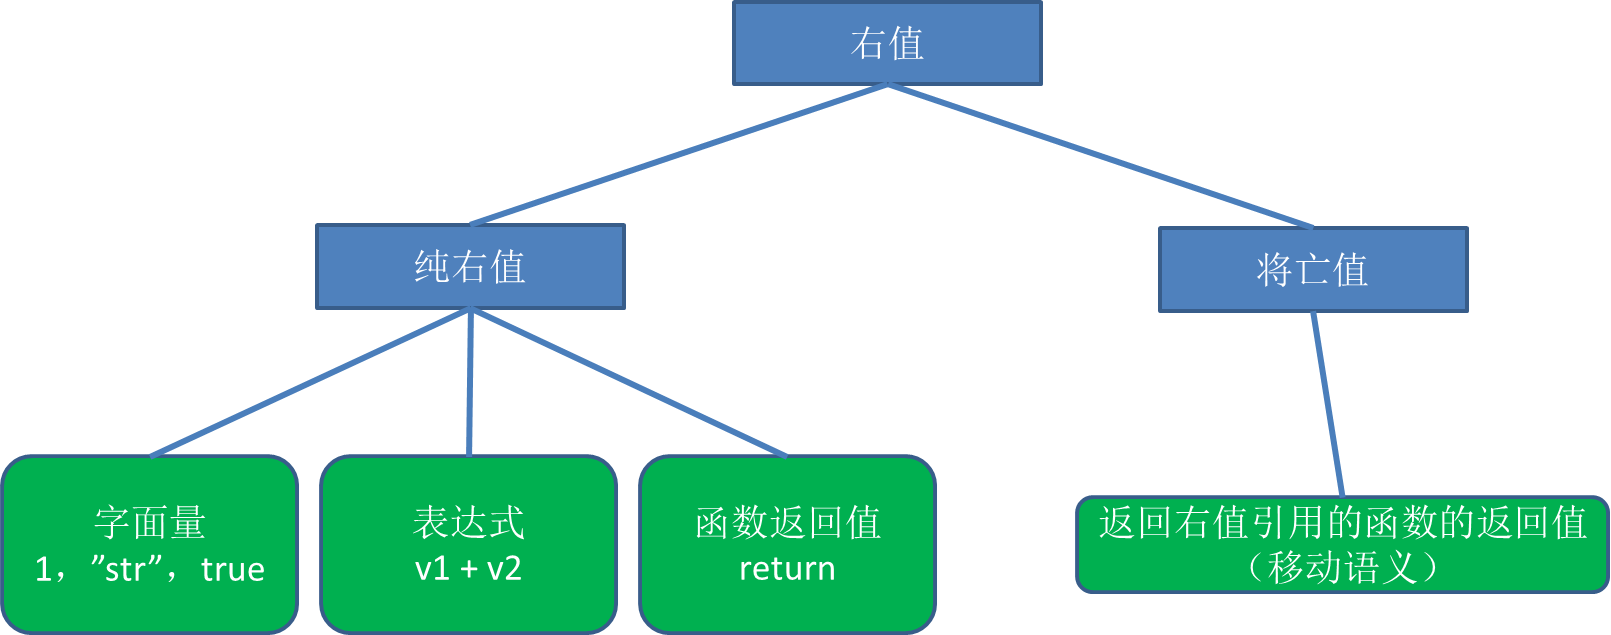 右值
纯右值
将亡值
字面量
1，”str”，true
表达式
v1 + v2
函数返回值
return
返回右值引用的函数的返回值
（移动语义）